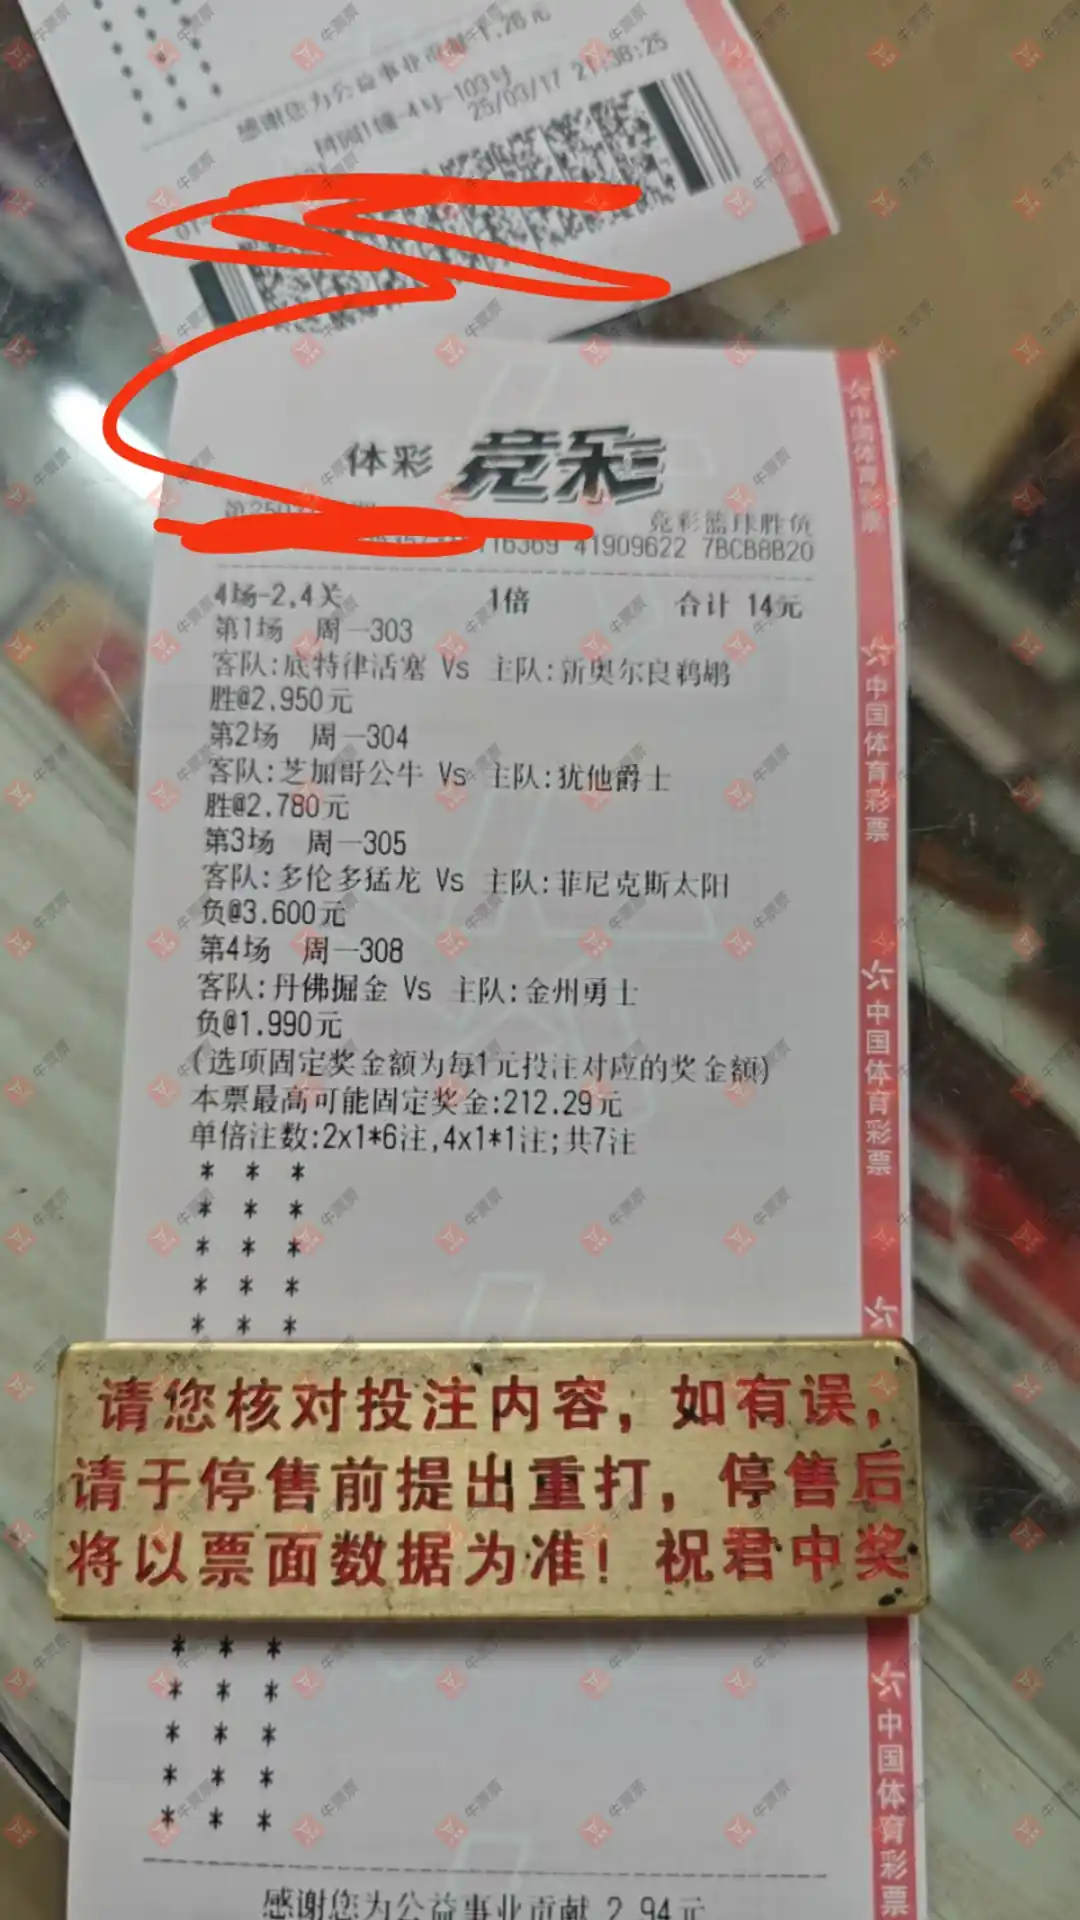 感谢您为公益事业贡献 1.26元
25/03/17 21:38:25
体彩 竞彩
竞彩篮球胜负
716369 41909622 7BCB8B20
4场-2,4关 1倍 合计 14元
第1场 周一303
客队:底特律活塞 Vs 主队:新奥尔良鹈鹕
胜@2.950元
第2场 周一304
客队:芝加哥公牛 Vs 主队:犹他爵士
胜@2.780元
第3场 周一305
客队:多伦多猛龙 Vs 主队:菲尼克斯太阳
负@3.600元
第4场 周一308
客队:丹佛掘金 Vs 主队:金州勇士
负@1.990元
(选项固定奖金额为每1元投注对应的奖金额)
本票最高可能固定奖金:212.29元
单倍注数:2x1*6注,4x1*1注;共7注
* * *
* * *
* * *
* * *
* * *
请您核对投注内容，如有误，
请于停售前提出重打，停售后
将以票面数据为准！祝君中奖
* * *
* * *
* * *
* * *
* * *
感谢您为公益事业贡献 2.94元
中国体育彩票
中国体育彩票
中国体育彩票
中国体育彩票
牛票票